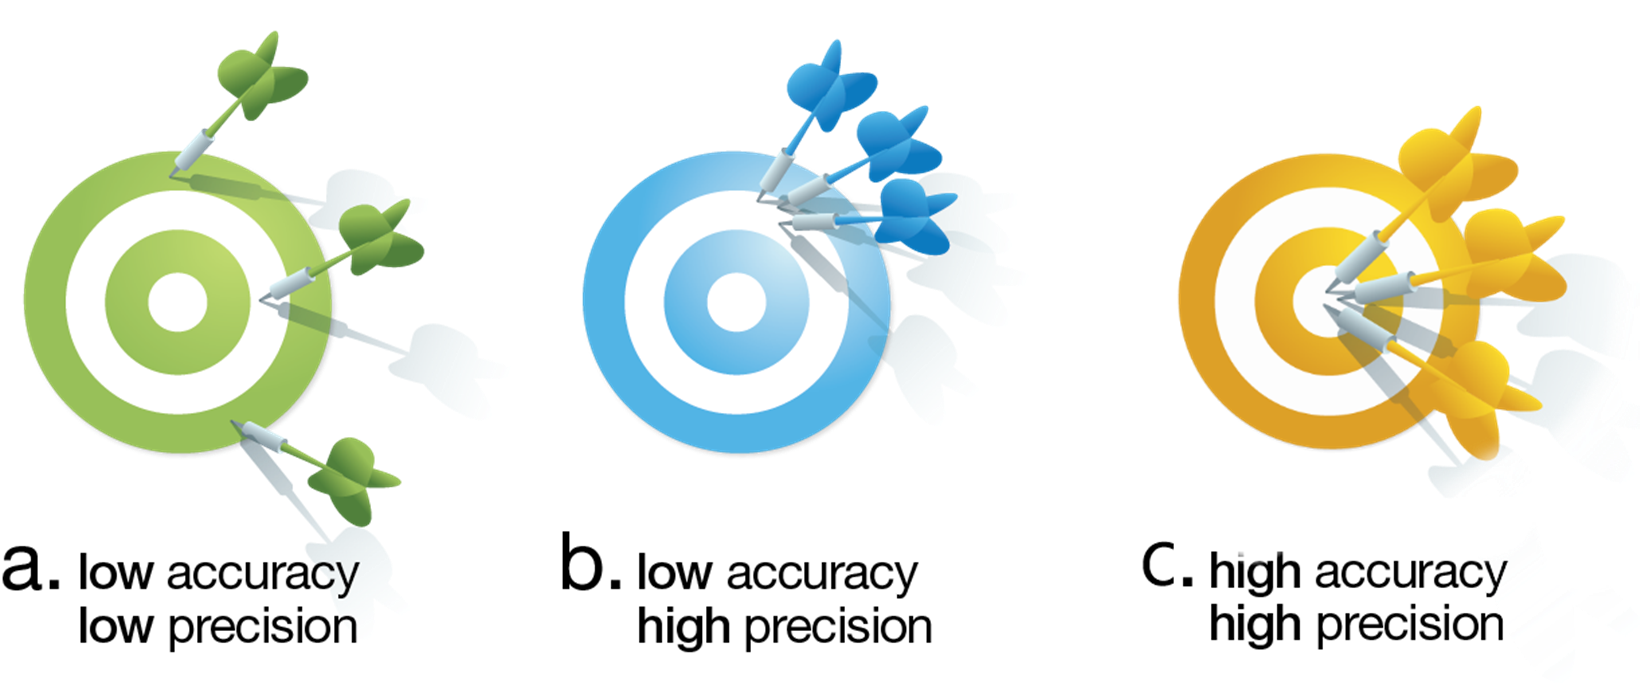 a. low accuracy
low precision
b. low accuracy
high precision
c. high accuracy
high precision